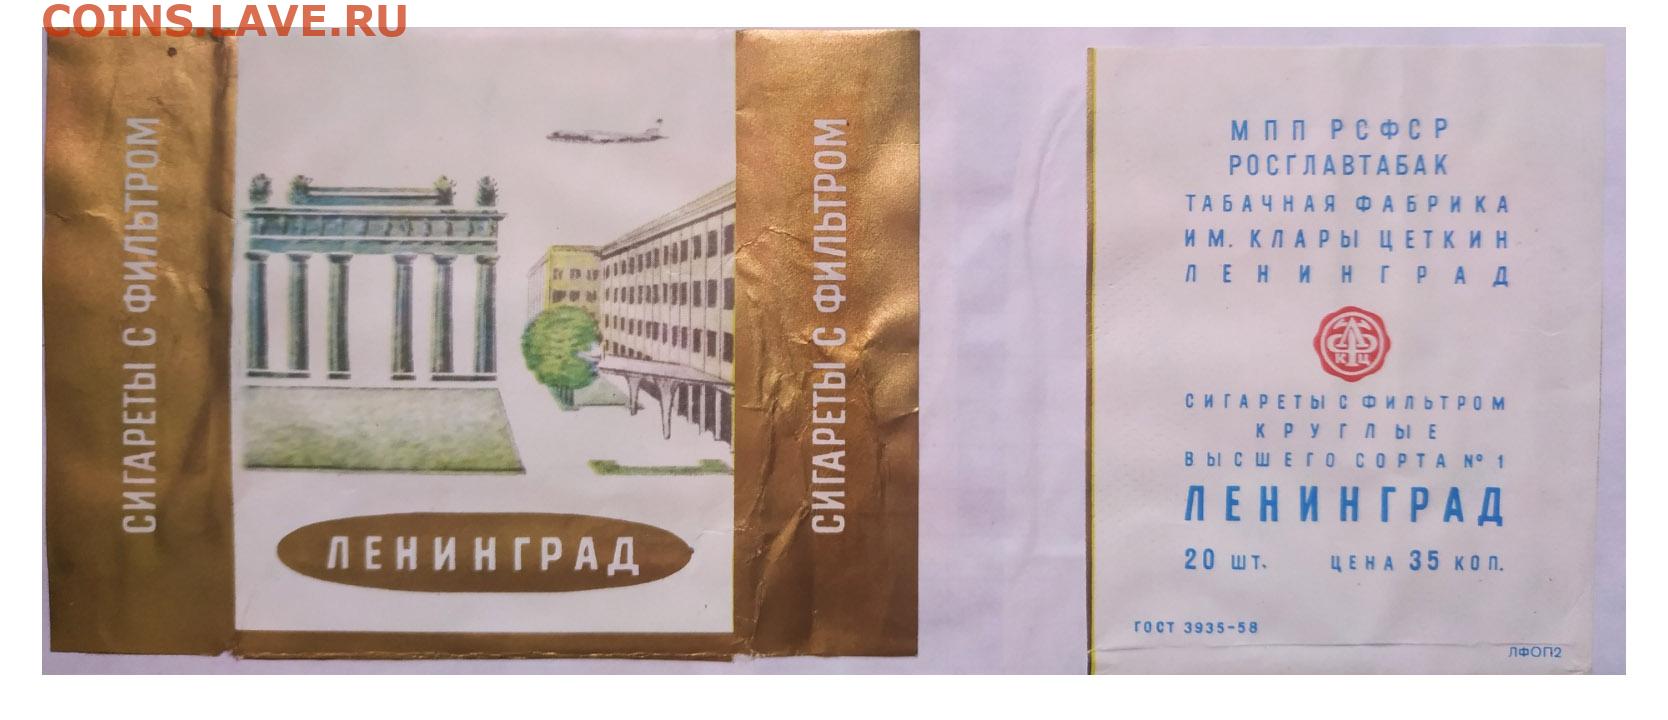 COINS.LAVE.RU
СИГАРЕТЫ С ФИЛЬТРОМ
ЛЕНИНГРАД
СИГАРЕТЫ С ФИЛЬТРОМ
МПП РСФСР
РОСГЛАВТАБАК
ТАБАЧНАЯ ФАБРИКА
ИМ. КЛАРЫ ЦЕТКИН
ЛЕНИНГРАД
КЦ
СИГАРЕТЫ С ФИЛЬТРОМ
КРУГЛЫЕ
ВЫСШЕГО СОРТА № 1
ЛЕНИНГРАД
20 ШТ. ЦЕНА 35 КОП.
ГОСТ 3935-58
ЛФОП2